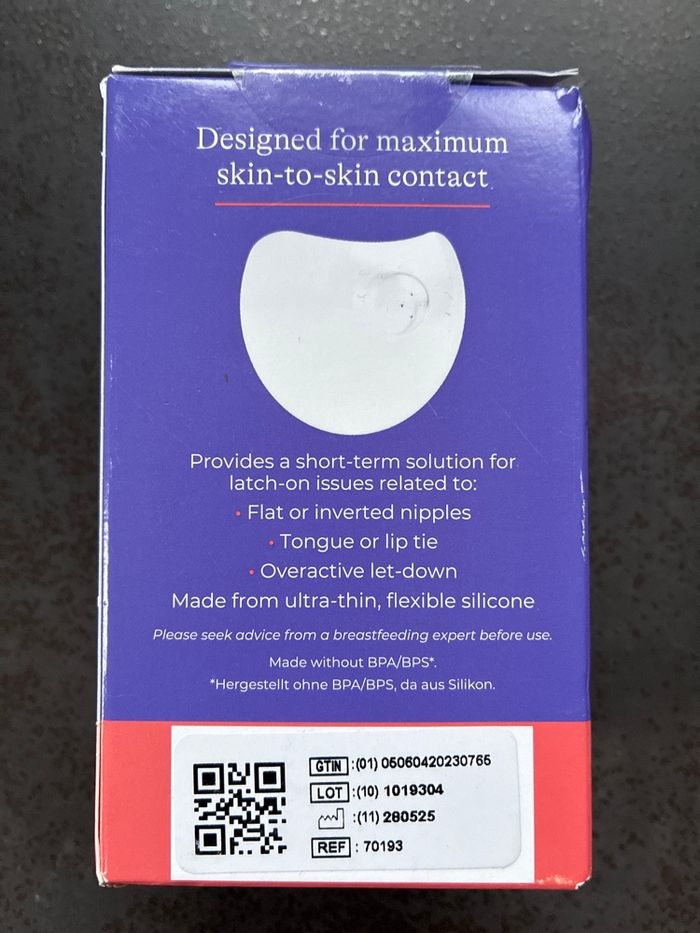 Designed for maximum
skin-to-skin contact
Provides a short-term solution for
latch-on issues related to:
• Flat or inverted nipples
• Tongue or lip tie
• Overactive let-down
Made from ultra-thin, flexible silicone
Please seek advice from a breastfeeding expert before use.
Made without BPA/BPS*.
*Hergestellt ohne BPA/BPS, da aus Silikon.
GTIN :(01) 05060420230765
LOT :(10) 1019304
:(11) 280525
REF : 70193